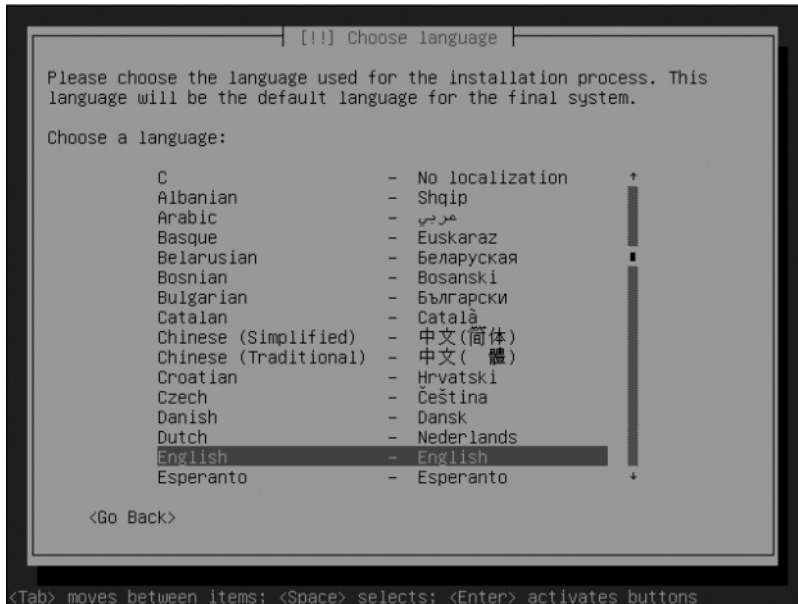 [!!] Choose language
Please choose the language used for the installation process. This
language will be the default language for the final system.
Choose a language:
C - No localization
Albanian - Shqip
Arabic - عربي
Basque - Euskaraz
Belarusian - Беларуская
Bosnian - Bosanski
Bulgarian - Български
Catalan - Català
Chinese (Simplified) - 中文(简体)
Chinese (Traditional) - 中文( 體)
Croatian - Hrvatski
Czech - Čeština
Danish - Dansk
Dutch - Nederlands
English - English
Esperanto - Esperanto
<Go Back>
<Tab> moves between items; <Space> selects; <Enter> activates buttons